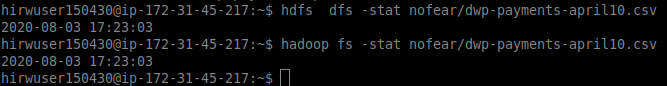 hirwuser150430@ip-172-31-45-217:~$ hdfs  dfs -stat nofear/dwp-payments-april10.csv
2020-08-03 17:23:03
hirwuser150430@ip-172-31-45-217:~$ hadoop fs -stat nofear/dwp-payments-april10.csv
2020-08-03 17:23:03
hirwuser150430@ip-172-31-45-217:~$